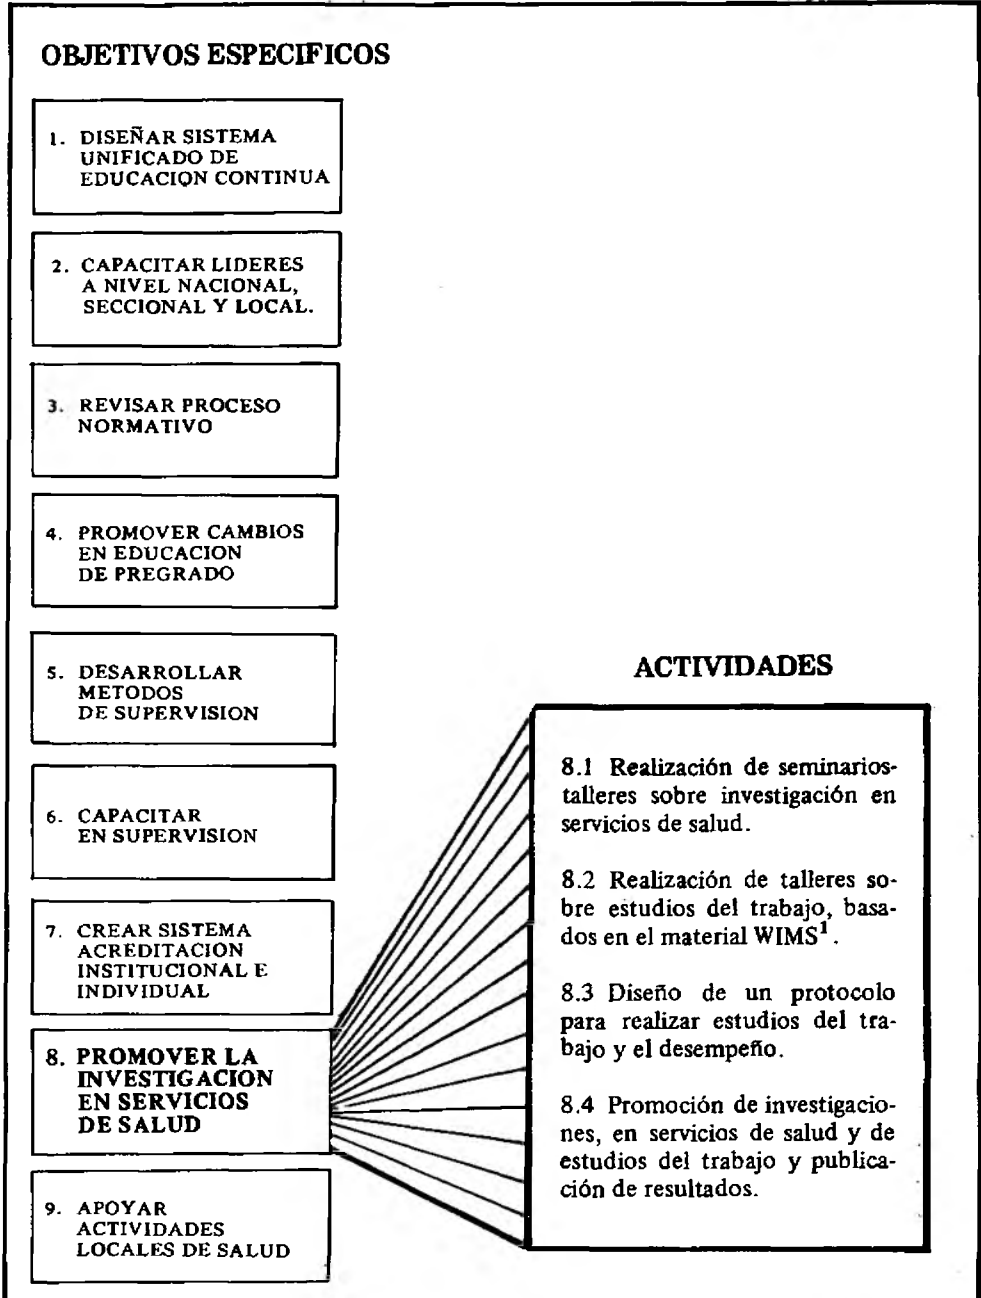 OBJETIVOS ESPECIFICOS
1. DISEÑAR SISTEMA
UNIFICADO DE
EDUCACION CONTINUA
2. CAPACITAR LIDERES
A NIVEL NACIONAL,
SECCIONAL Y LOCAL.
3. REVISAR PROCESO
NORMATIVO
4. PROMOVER CAMBIOS
EN EDUCACION
DE PREGRADO
5. DESARROLLAR
METODOS
DE SUPERVISION
6. CAPACITAR
EN SUPERVISION
7. CREAR SISTEMA
ACREDITACION
INSTITUCIONAL E
INDIVIDUAL
8. PROMOVER LA
INVESTIGACION
EN SERVICIOS
DE SALUD
9. APOYAR
ACTIVIDADES
LOCALES DE SALUD
ACTIVIDADES
8.1 Realización de seminarios-
talleres sobre investigación en
servicios de salud.
8.2 Realización de talleres so-
bre estudios del trabajo, basa-
dos en el material WIMS¹.
8.3 Diseño de un protocolo
para realizar estudios del tra-
bajo y el desempeño.
8.4 Promoción de investigacio-
nes, en servicios de salud y de
estudios del trabajo y publica-
ción de resultados.